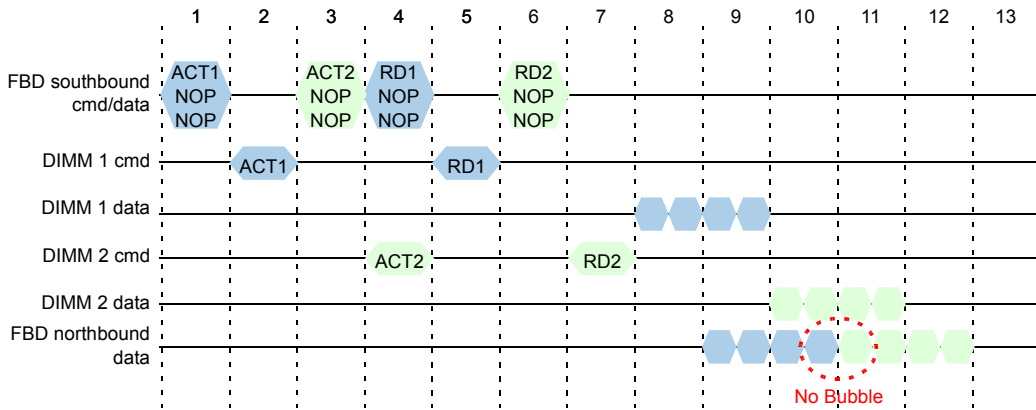 1 2 3 4 5 6 7 8 9 10 11 12 13
FBD southbound
cmd/data
ACT1
NOP
NOP
ACT2
NOP
NOP
RD1
NOP
NOP
RD2
NOP
NOP
DIMM 1 cmd
ACT1
RD1
DIMM 1 data
DIMM 2 cmd
ACT2
RD2
DIMM 2 data
FBD northbound
data
No Bubble